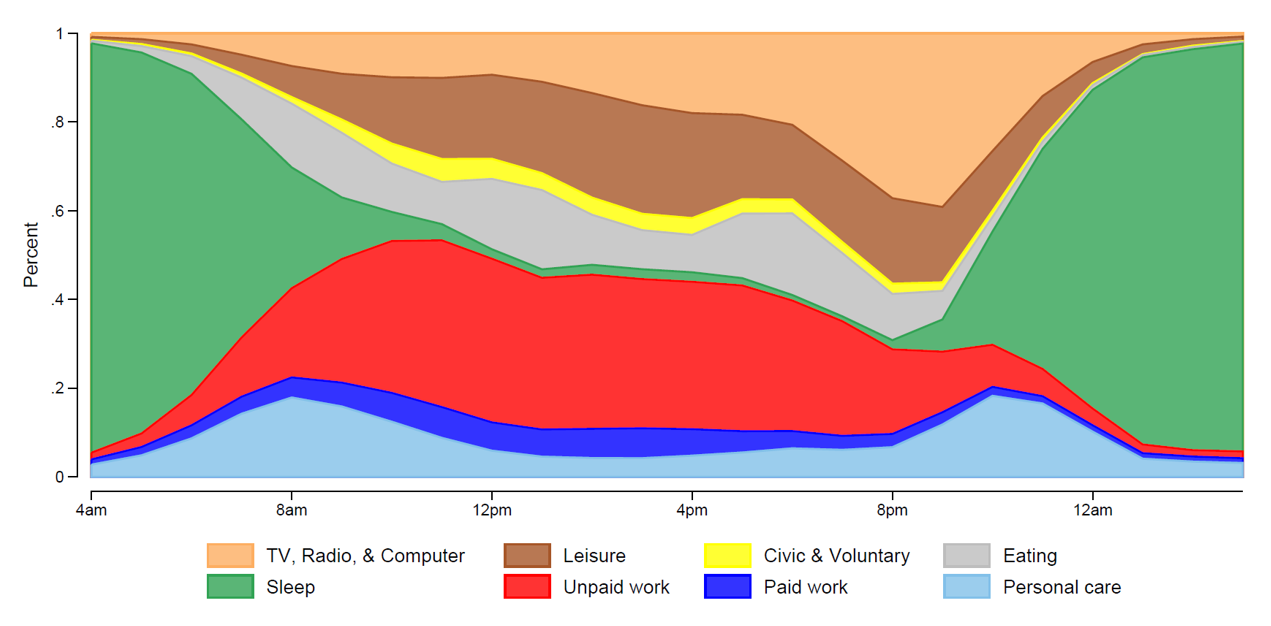 1
.8
.6
.4
.2
0
Percent
4am 8am 12pm 4pm 8pm 12am
TV, Radio, & Computer Leisure Civic & Voluntary Eating
Sleep Unpaid work Paid work Personal care